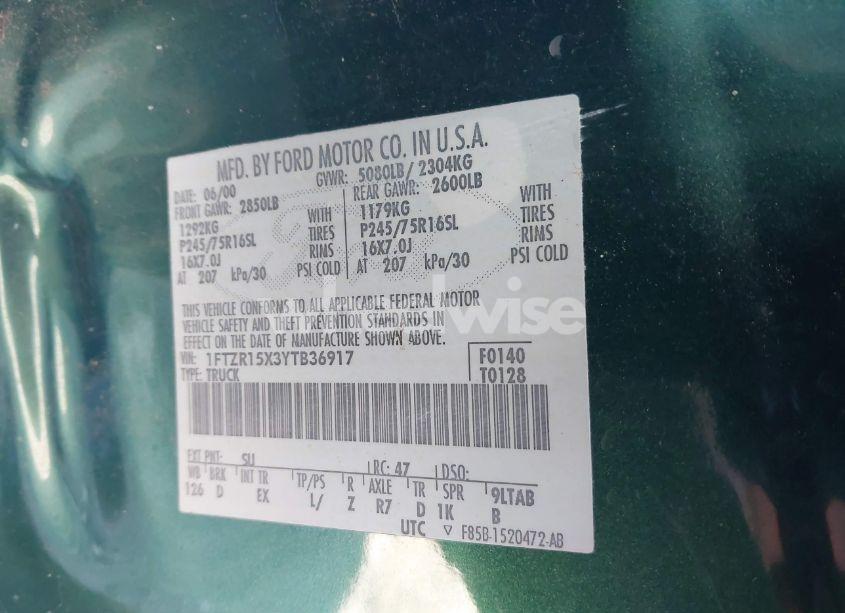 MFD. BY FORD MOTOR CO. IN U.S.A.
DATE: 06/00 GVWR: 5080LB/ 2304KG
FRONT GAWR: 2850LB REAR GAWR: 2600LB
1292KG WITH 1179KG WITH
P245/75R16SL TIRES P245/75R16SL TIRES
16X7.0J RIMS 16X7.0J RIMS
AT 207 kPa/30 PSI COLD AT 207 kPa/30 PSI COLD
THIS VEHICLE CONFORMS TO ALL APPLICABLE FEDERAL MOTOR
VEHICLE SAFETY AND THEFT PREVENTION STANDARDS IN
EFFECT ON THE DATE OF MANUFACTURE SHOWN ABOVE.
VIN: 1FTZR15X3YTB36917 F0140
TYPE: TRUCK T0128
EXT PNT: SU RC: 47 DSO:
WB BRK INT TR TP/PS R AXLE TR SPR 9LTAB
126 D EX L/ Z R7 D 1K B
UTC ▽ F85B-1520472-AB